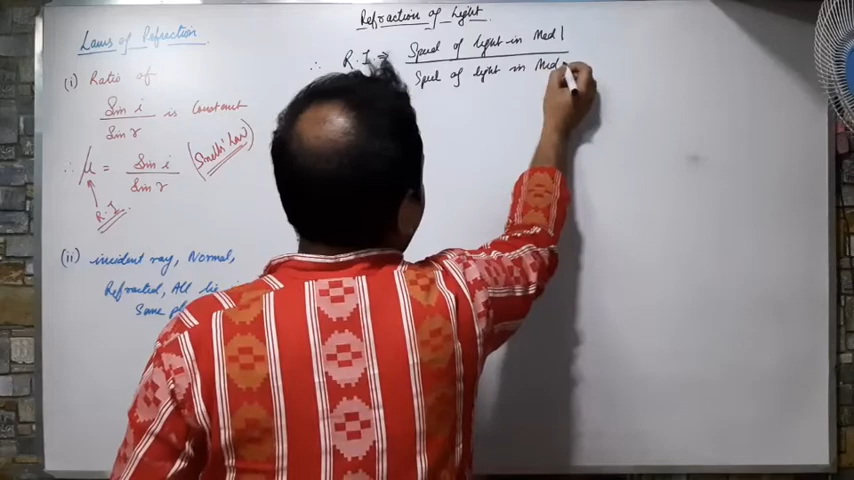 Refraction of Light
Laws of Refraction
(i) Ratio of
Sin i
Sin r
is Constant
∴ μ =
Sin i
Sin r
(Snell's Law)
R.I
(ii) incident ray, Normal,
Refracted, All lie
Same
∴ R.I =
Speed of light in Med 1
Speed of light in Med